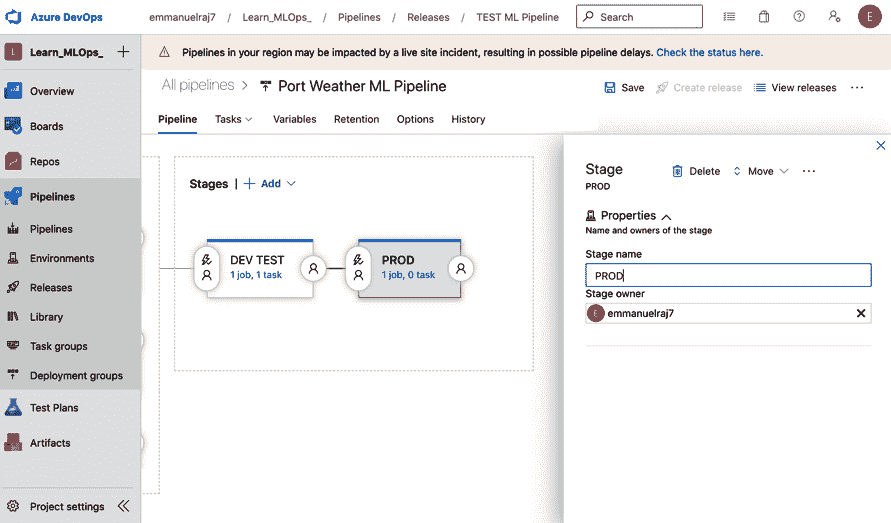 Azure DevOps
emmanuelraj7 / Learn_MLOps_ / Pipelines / Releases / TEST ML Pipeline
Search
E
L Learn_MLOps_
Overview
Boards
Repos
Pipelines
Pipelines
Environments
Releases
Library
Task groups
Deployment groups
Test Plans
Artifacts
Project settings
Pipelines in your region may be impacted by a live site incident, resulting in possible pipeline delays. Check the status here.
All pipelines > Port Weather ML Pipeline
Save Create release View releases ...
Pipeline Tasks Variables Retention Options History
Stages | + Add
DEV TEST
1 job, 1 task
PROD
1 job, 0 task
Stage
PROD
Delete Move ...
Properties
Name and owners of the stage
Stage name
PROD
Stage owner
E emmanuelraj7